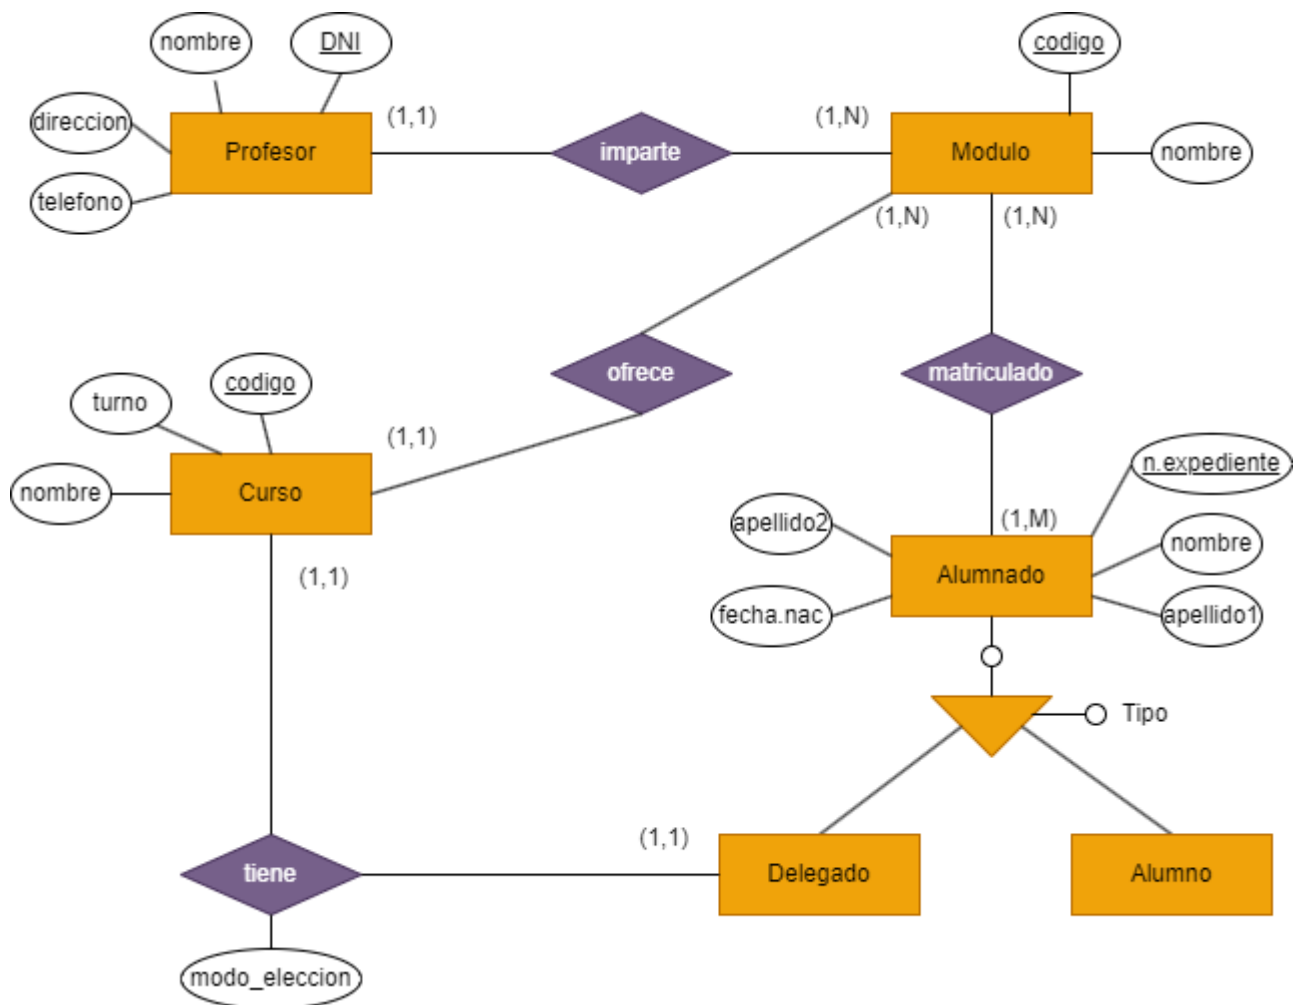 nombre
DNI
codigo
direccion
(1,1)
(1,N)
Profesor
imparte
Modulo
nombre
telefono
(1,N)
(1,N)
codigo
ofrece
matriculado
turno
(1,1)
n.expediente
nombre
Curso
apellido2
(1,M)
nombre
(1,1)
Alumnado
fecha.nac
apellido1
Tipo
(1,1)
tiene
Delegado
Alumno
modo_eleccion